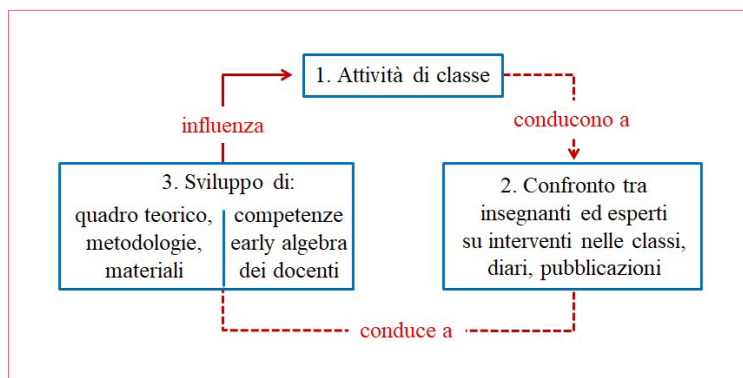 1. Attività di classe
influenza
conducono a
3. Sviluppo di:
quadro teorico,
metodologie,
materiali
competenze
early algebra
dei docenti
2. Confronto tra
insegnanti ed esperti
su interventi nelle classi,
diari, pubblicazioni
conduce a